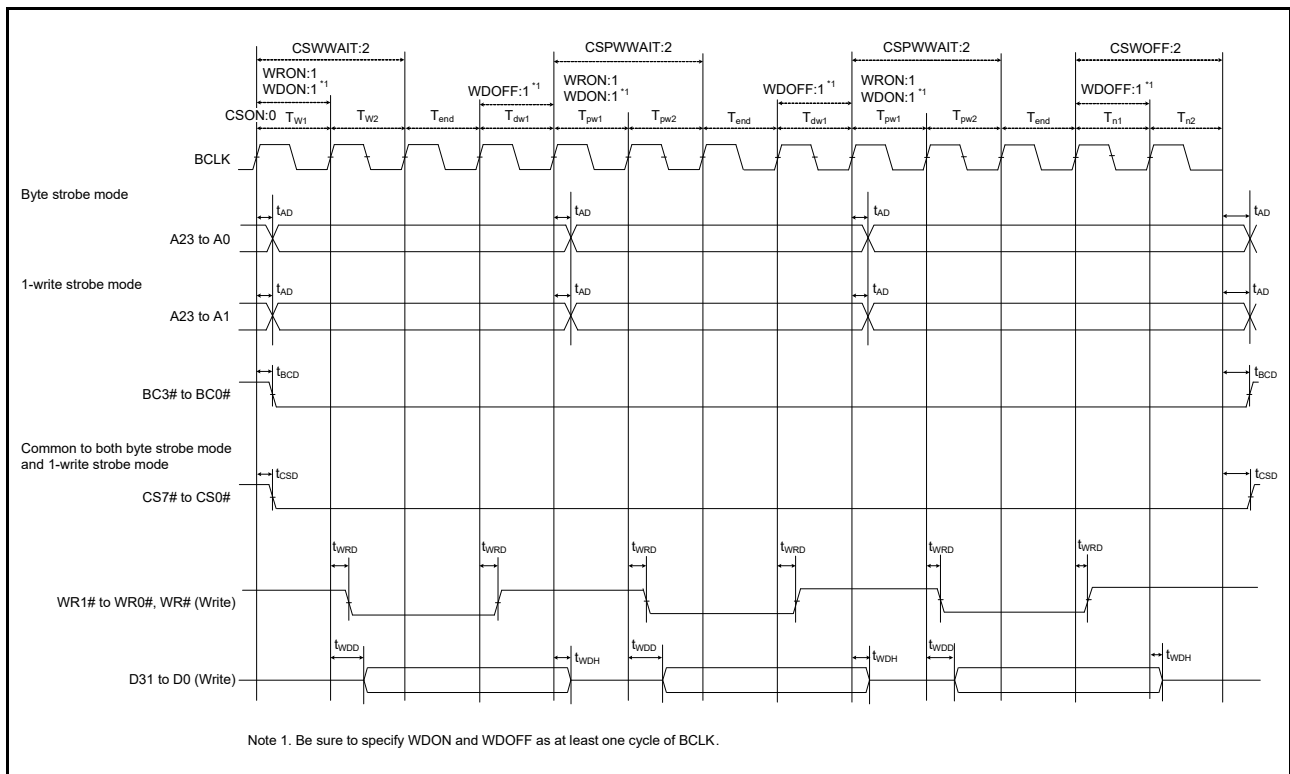 CSWWAIT:2 CSPWWAIT:2 CSPWWAIT:2 CSWOFF:2
WRON:1 WRON:1 WRON:1
WDON:1 *1 WDOFF:1 *1 WDON:1 *1 WDOFF:1 *1 WDON:1 *1 WDOFF:1 *1
CSON:0 TW1 TW2 Tend Tdw1 Tpw1 Tpw2 Tend Tdw1 Tpw1 Tpw2 Tend Tn1 Tn2
BCLK
Byte strobe mode
tAD tAD tAD tAD
A23 to A0
1-write strobe mode
tAD tAD tAD tAD
A23 to A1
tBCD tBCD
BC3# to BC0#
Common to both byte strobe mode
and 1-write strobe mode
tCSD tCSD
CS7# to CS0#
tWRD tWRD tWRD tWRD tWRD tWRD
WR1# to WR0#, WR# (Write)
tWDD tWDH tWDD tWDH tWDD tWDH
D31 to D0 (Write)
Note 1. Be sure to specify WDON and WDOFF as at least one cycle of BCLK.